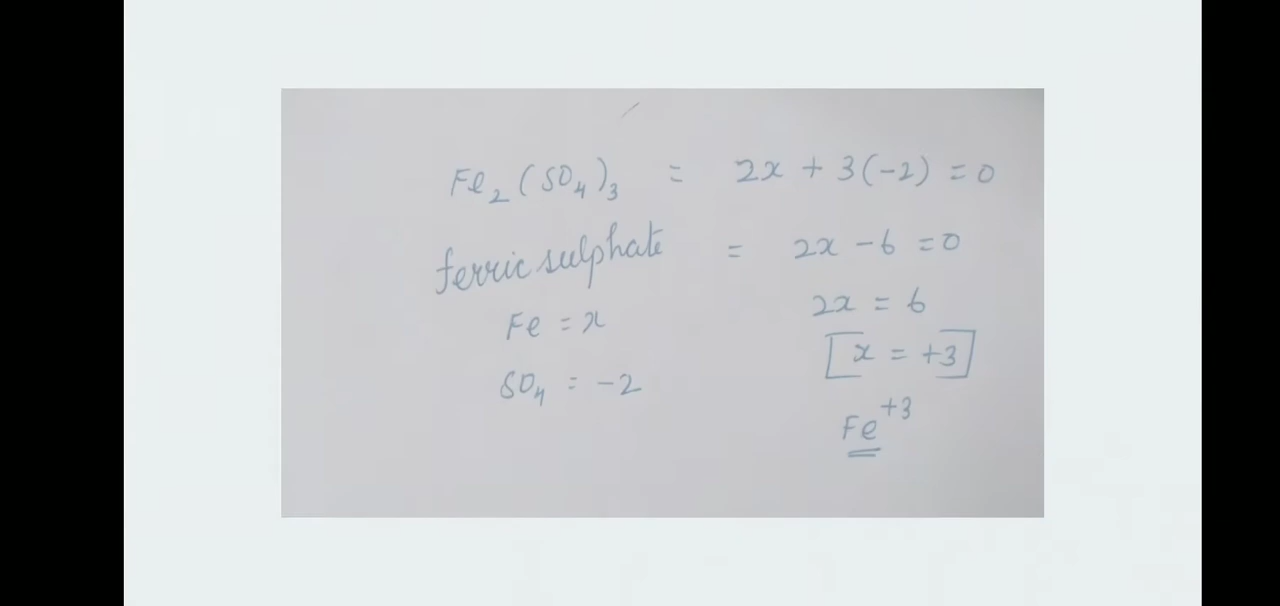 Fe₂(SO₄)₃ = 2x + 3(-2) = 0
ferric sulphate = 2x - 6 = 0
Fe = x 2x = 6
SO₄ = -2 [x = +3]
Fe⁺³